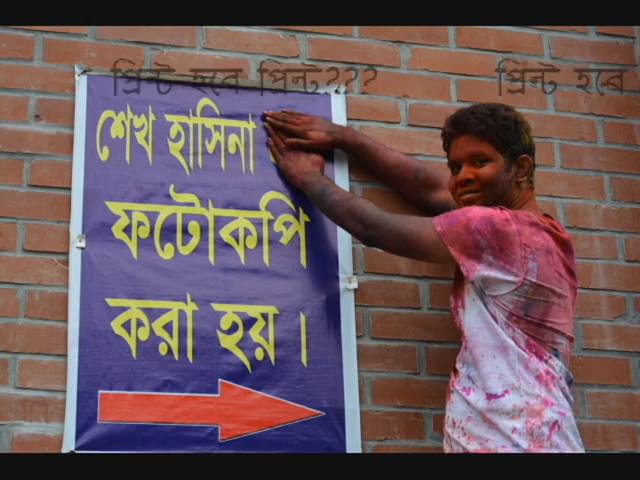 প্রিন্ট হবে প্রিন্ট??? প্রিন্ট হবে
শেখ হাসিনা
ফটোকপি
করা হয়।